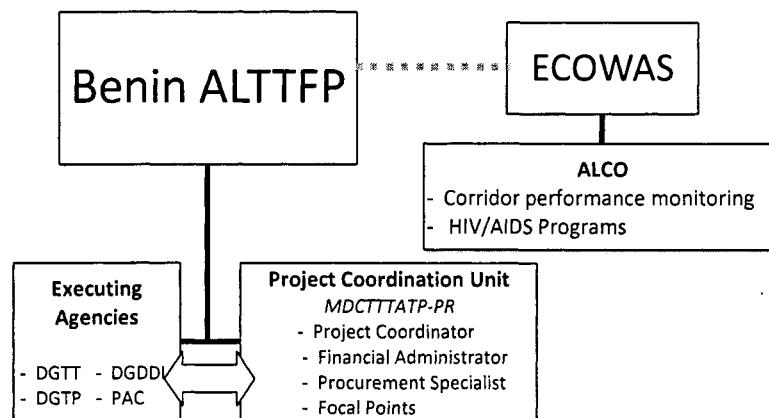 Benin ALTTFP
ECOWAS
ALCO
- Corridor performance monitoring
- HIV/AIDS Programs
Executing
Agencies
- DGTT - DGDDI
- DGTP - PAC
Project Coordination Unit
MDCTTTATP-PR
- Project Coordinator
- Financial Administrator
- Procurement Specialist
- Focal Points